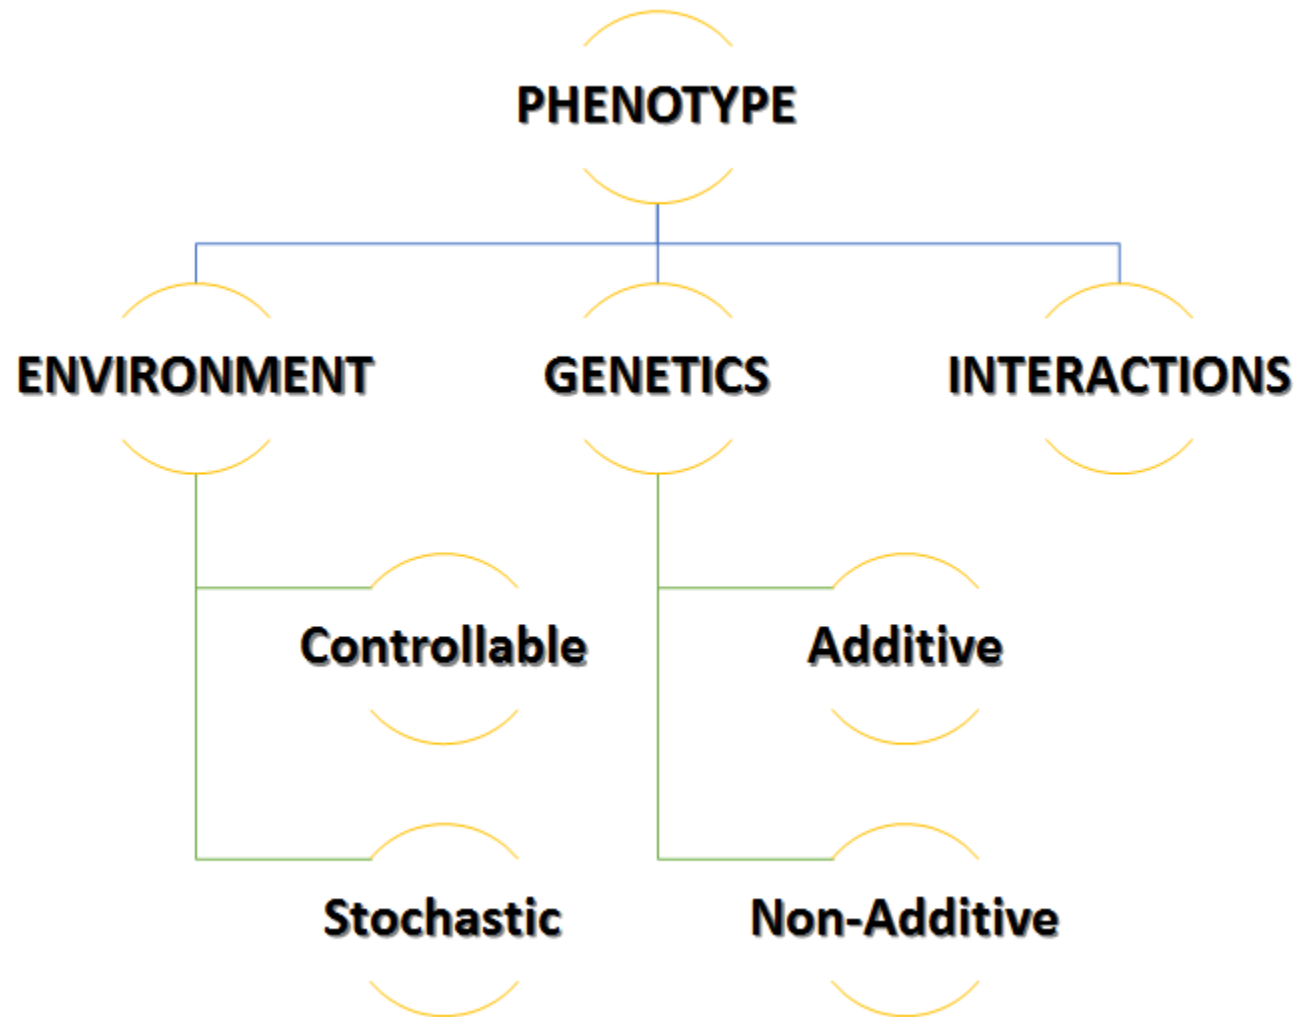 PHENOTYPE
ENVIRONMENT
GENETICS
INTERACTIONS
Controllable
Additive
Stochastic
Non-Additive